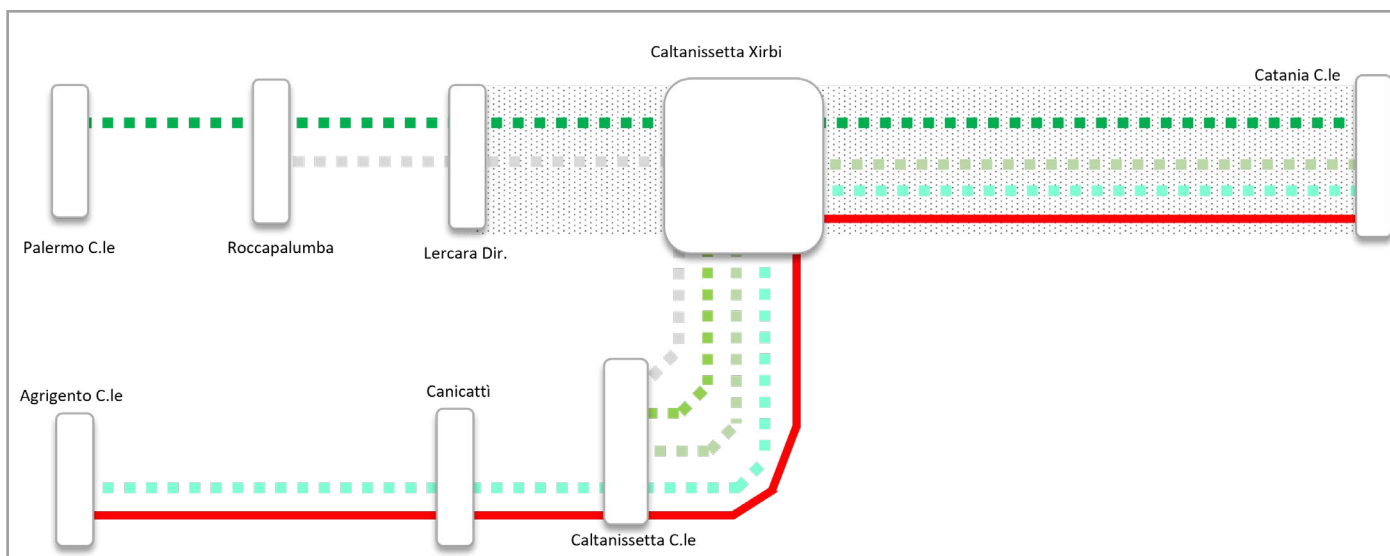 Caltanissetta Xirbi
Catania C.le
Palermo C.le
Roccapalumba
Lercara Dir.
Agrigento C.le
Canicattì
Caltanissetta C.le